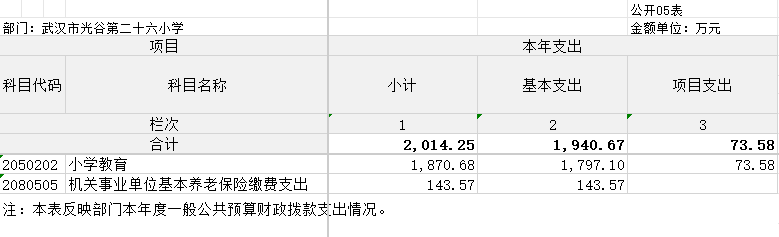 公开05表
部门：武汉市光谷第二十六小学 金额单位：万元
项目 本年支出
科目代码 科目名称 小计 基本支出 项目支出
栏次 1 2 3
合计 2,014.25 1,940.67 73.58
2050202 小学教育 1,870.68 1,797.10 73.58
2080505 机关事业单位基本养老保险缴费支出 143.57 143.57
注：本表反映部门本年度一般公共预算财政拨款支出情况。